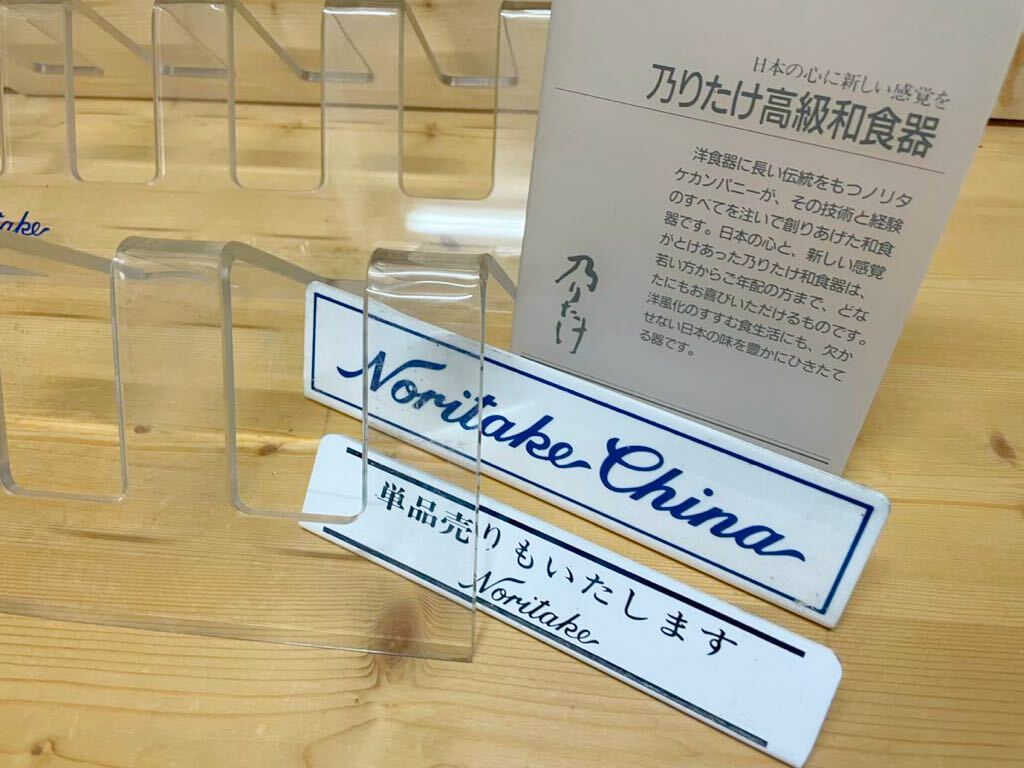 日本の心に新しい感覚を
乃りたけ高級和食器
洋食器に長い伝統をもつノリタ
ケカンパニーが、その技術と経験
のすべてを注いで創りあげた和食
器です。日本の心と、新しい感覚
がとけあった乃りたけ和食器は、
若い方からご年配の方まで、どな
たにもお喜びいただけるものです。
洋風化のすすむ食生活にも、欠か
せない日本の味を豊かにひきたて
る器です。
乃りたけ
take
Noritake China
単品売りもいたします
Noritake